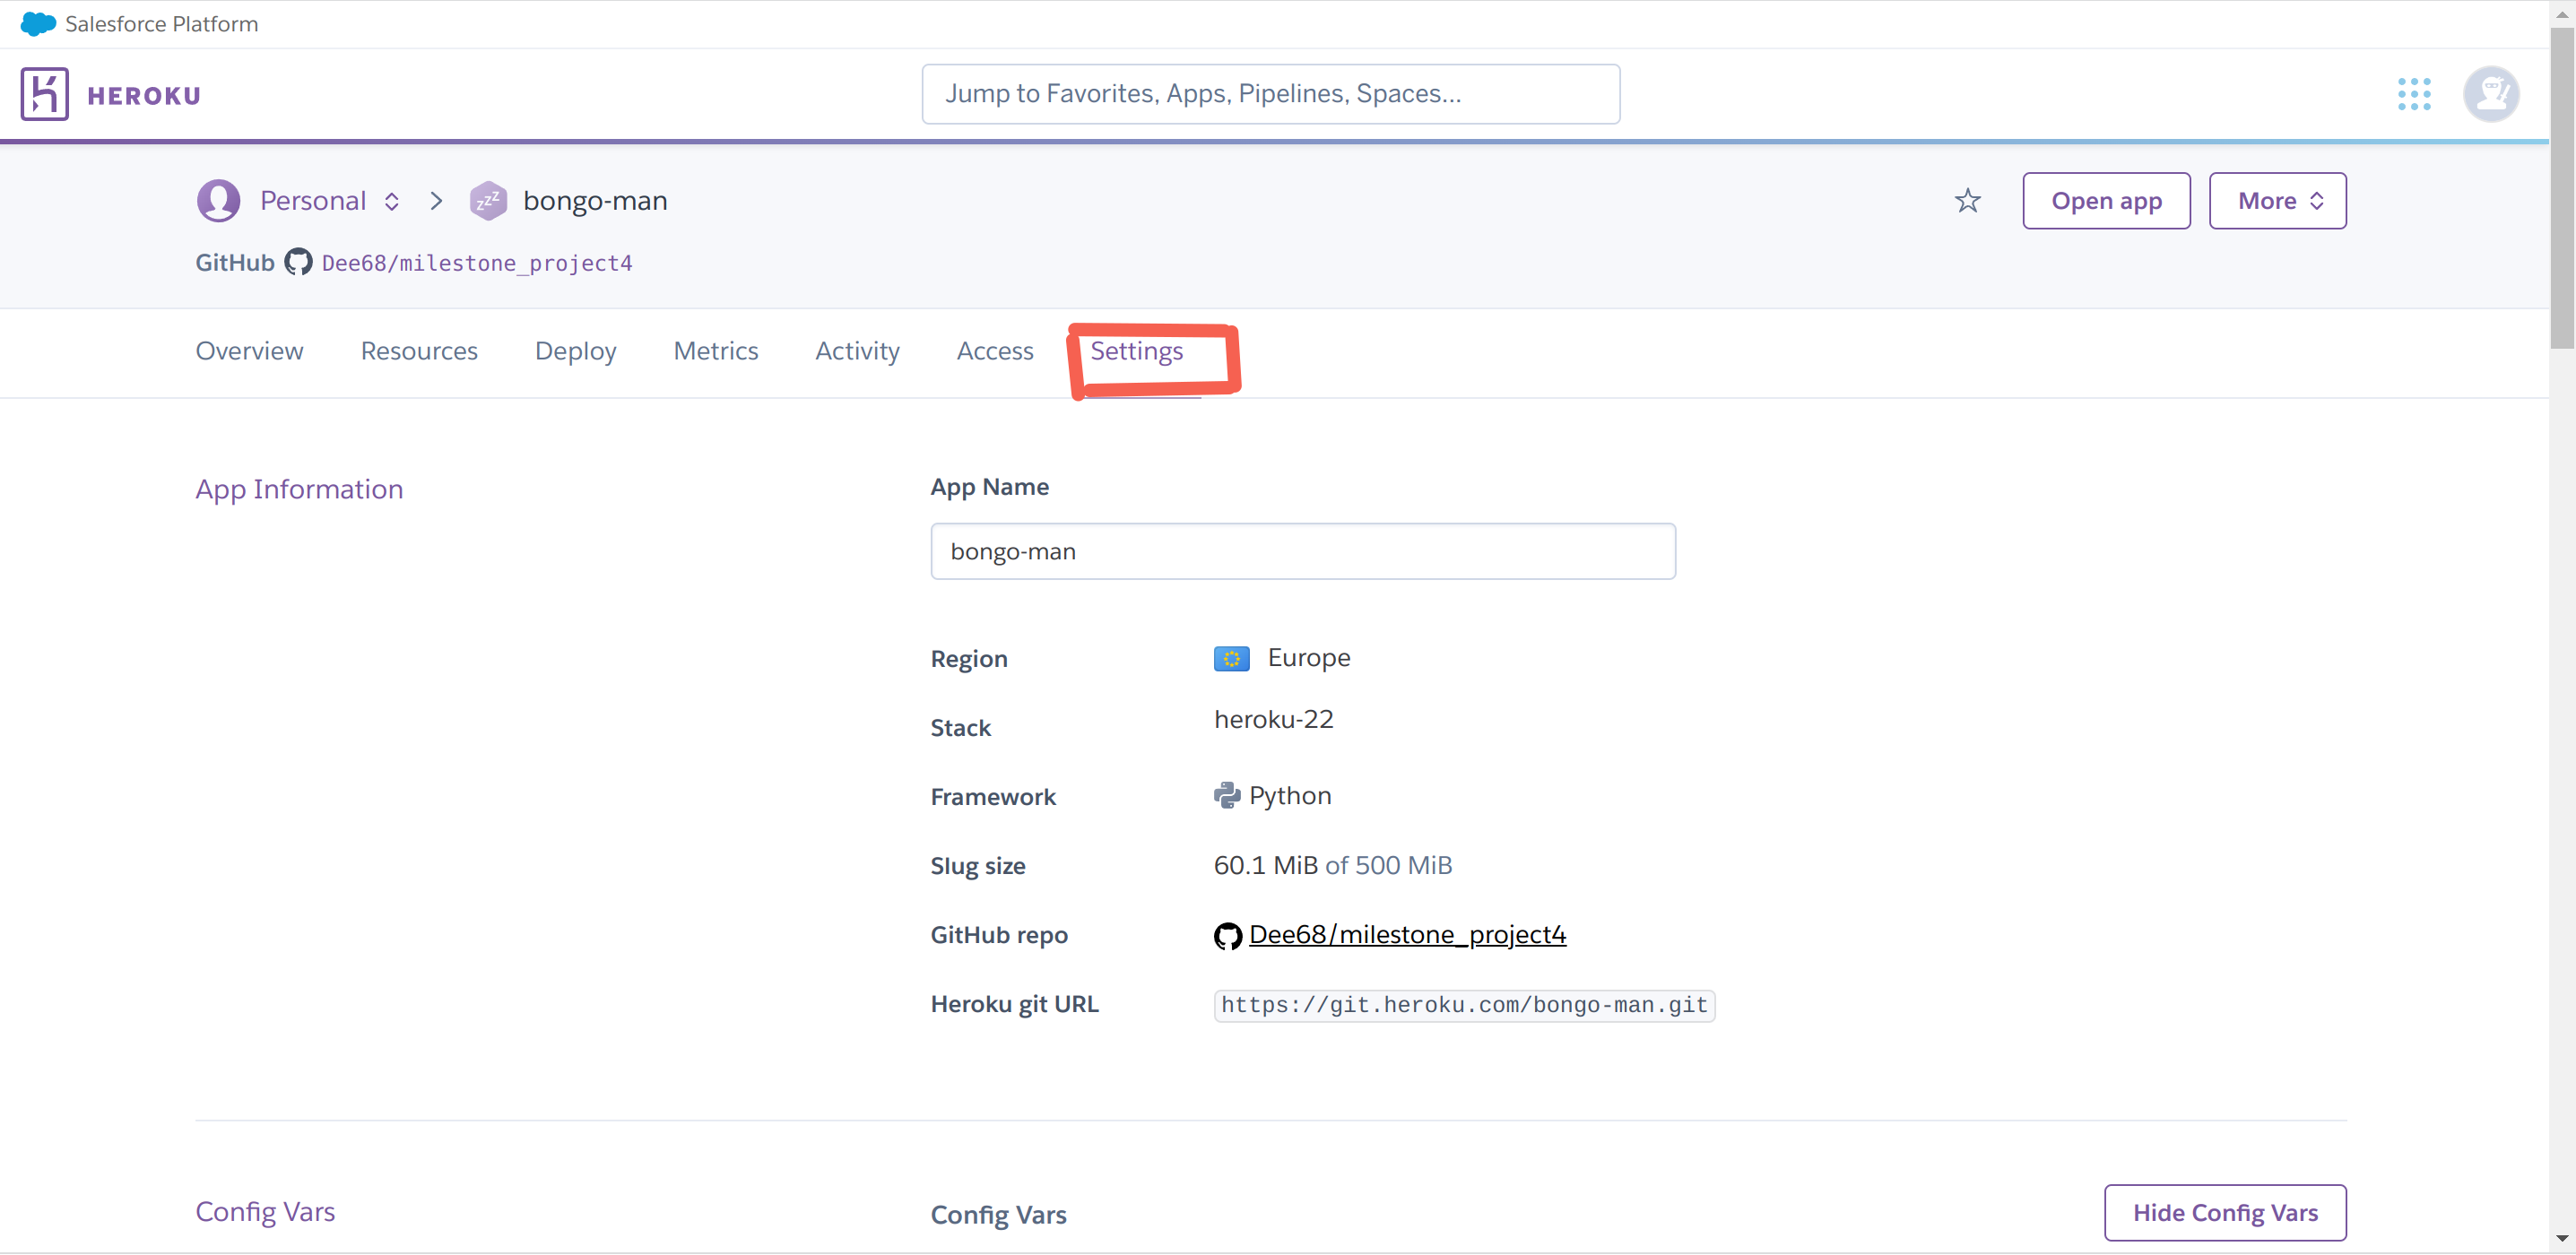 Salesforce Platform
HEROKU
Jump to Favorites, Apps, Pipelines, Spaces...
Personal
zzz
bongo-man
Open app
More
GitHub Dee68/milestone_project4
Overview
Resources
Deploy
Metrics
Activity
Access
Settings
App Information
App Name
bongo-man
Region
Europe
Stack
heroku-22
Framework
Python
Slug size
60.1 MiB of 500 MiB
GitHub repo
Dee68/milestone_project4
Heroku git URL
https://git.heroku.com/bongo-man.git
Config Vars
Config Vars
Hide Config Vars